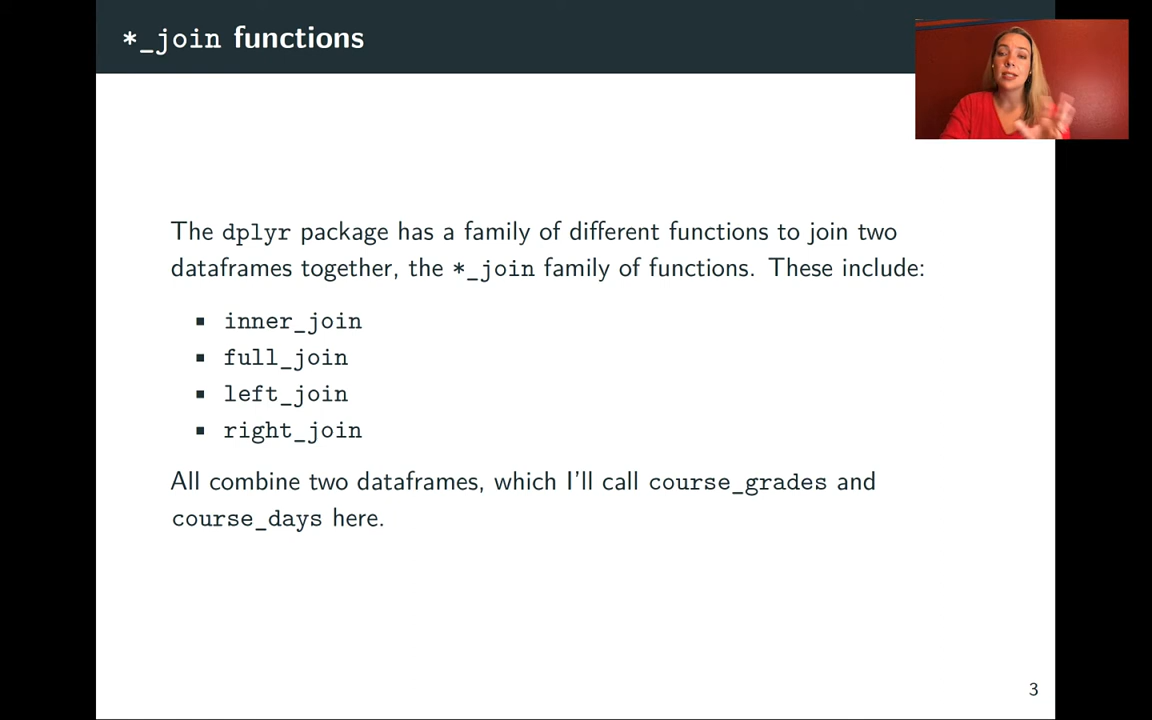 *_join functions
The dplyr package has a family of different functions to join two
dataframes together, the *_join family of functions. These include:
▪ inner_join
▪ full_join
▪ left_join
▪ right_join
All combine two dataframes, which I'll call course_grades and
course_days here.
3